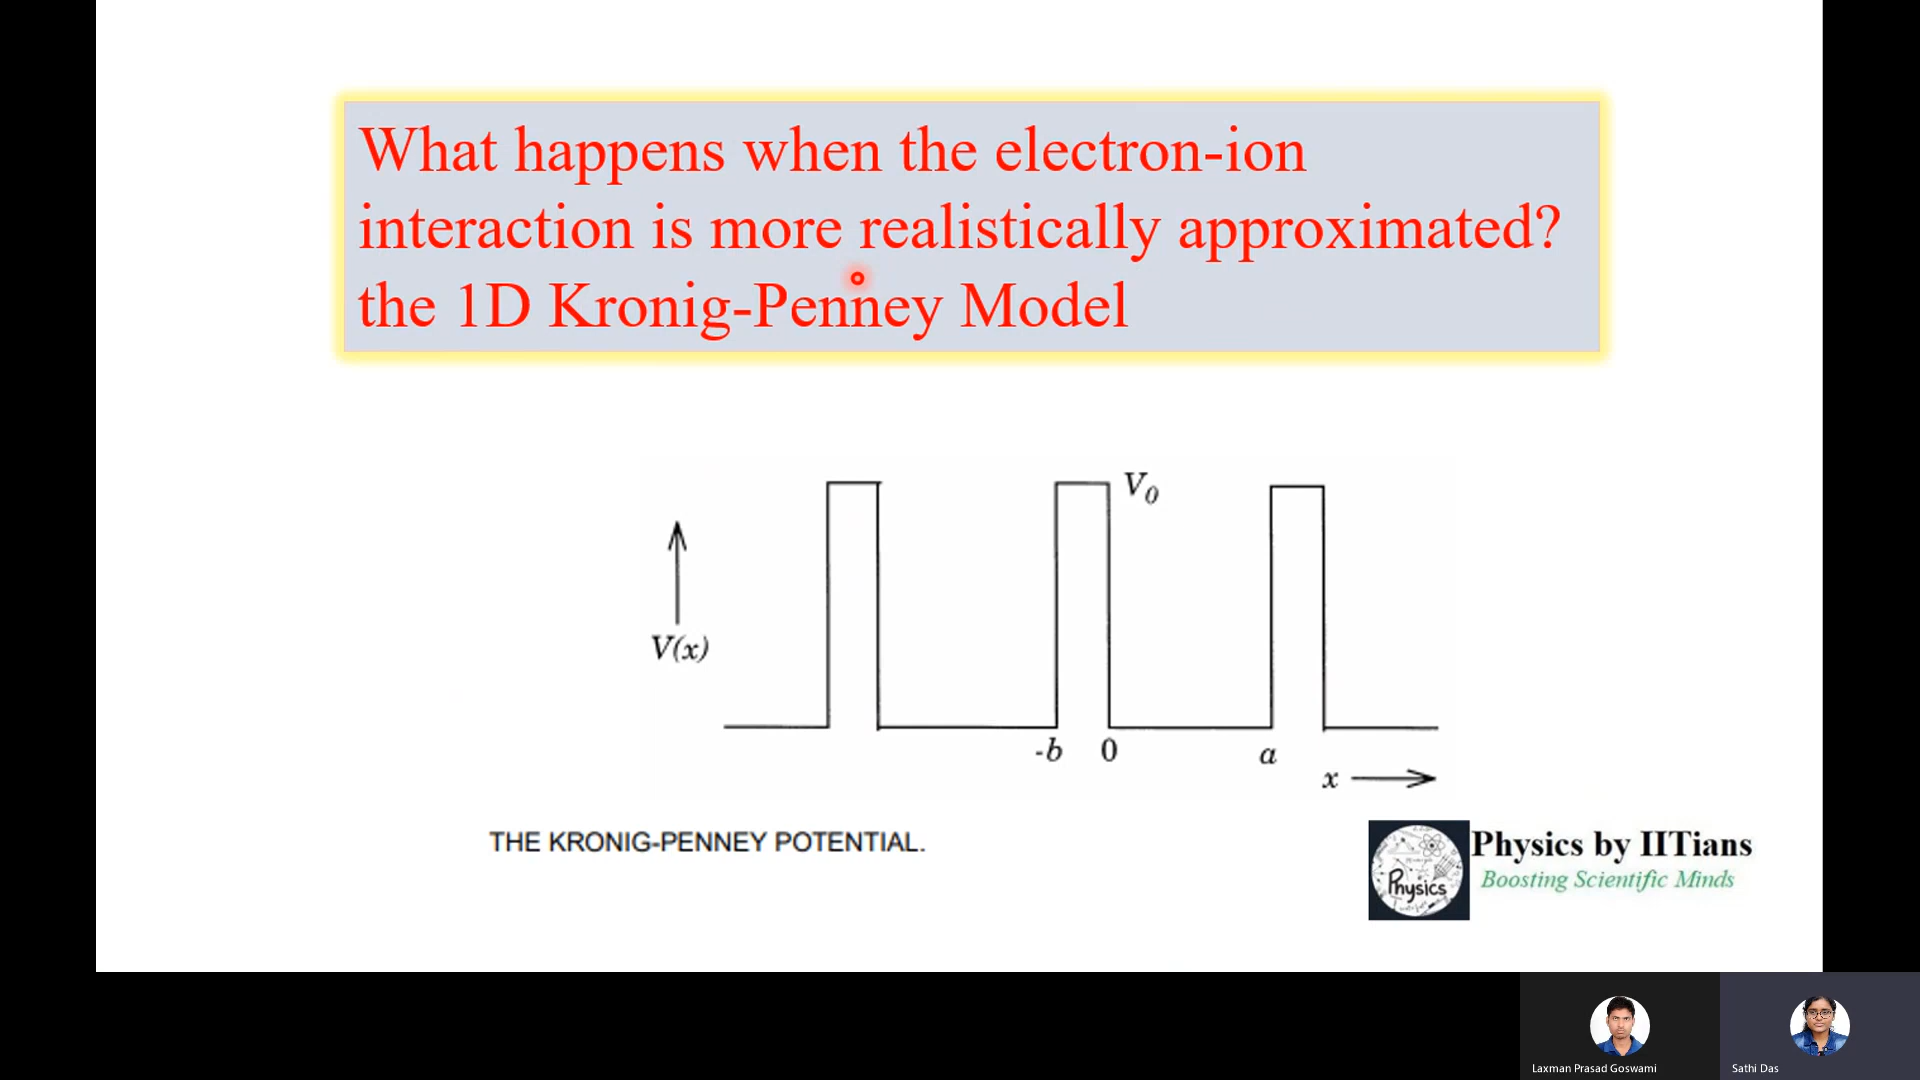 What happens when the electron-ion
interaction is more realistically approximated?
the 1D Kronig-Penney Model
V₀
V(x)
-b 0 a
x
THE KRONIG-PENNEY POTENTIAL.
Physics
Physics by IITians
Boosting Scientific Minds
Laxman Prasad Goswami
Sathi Das